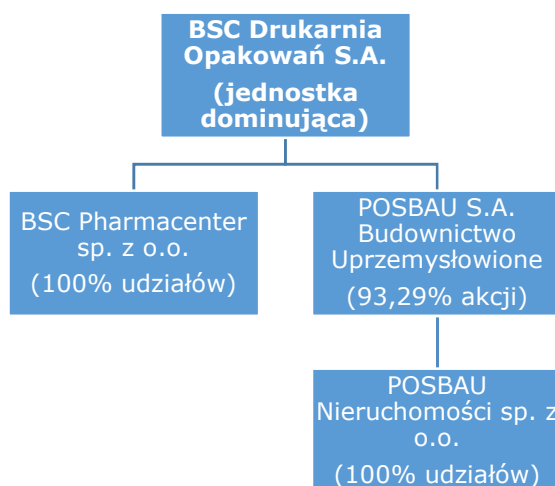 BSC Drukarnia
Opakowań S.A.
(jednostka
dominująca)
BSC Pharmacenter
sp. z o.o.
(100% udziałów)
POSBAU S.A.
Budownictwo
Uprzemysłowione
(93,29% akcji)
POSBAU
Nieruchomości sp. z
o.o.
(100% udziałów)